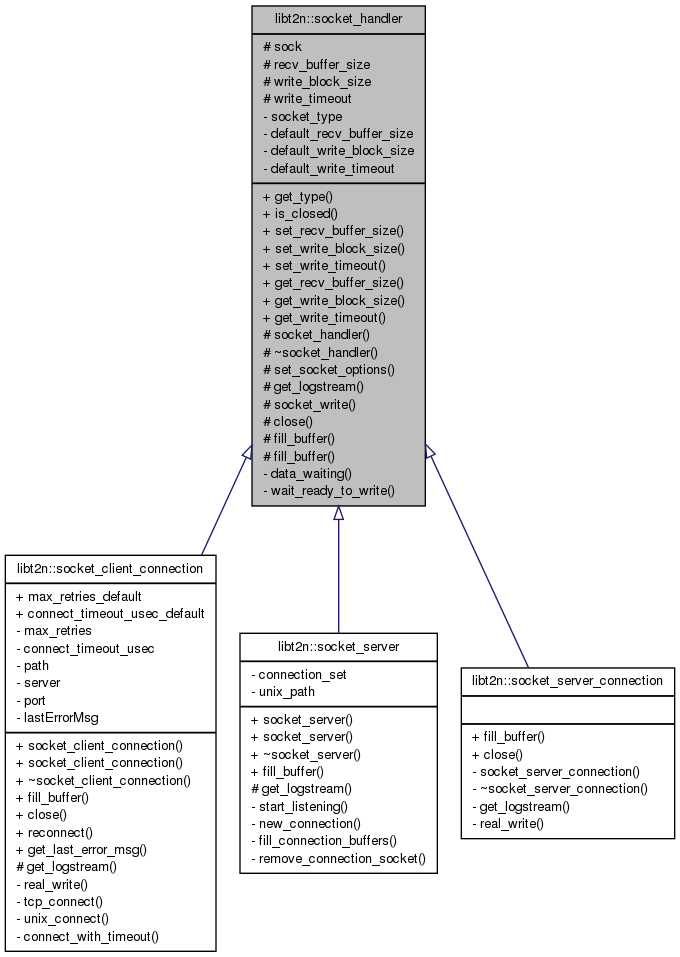 libt2n::socket_handler
# sock
# recv_buffer_size
# write_block_size
# write_timeout
- socket_type
- default_recv_buffer_size
- default_write_block_size
- default_write_timeout
+ get_type()
+ is_closed()
+ set_recv_buffer_size()
+ set_write_block_size()
+ set_write_timeout()
+ get_recv_buffer_size()
+ get_write_block_size()
+ get_write_timeout()
# socket_handler()
# ~socket_handler()
# set_socket_options()
# get_logstream()
# socket_write()
# close()
# fill_buffer()
# fill_buffer()
- data_waiting()
- wait_ready_to_write()
libt2n::socket_client_connection
+ max_retries_default
+ connect_timeout_usec_default
- max_retries
- connect_timeout_usec
- path
- server
- port
- lastErrorMsg
+ socket_client_connection()
+ socket_client_connection()
+ ~socket_client_connection()
+ fill_buffer()
+ close()
+ reconnect()
+ get_last_error_msg()
# get_logstream()
- real_write()
- tcp_connect()
- unix_connect()
- connect_with_timeout()
libt2n::socket_server
- connection_set
- unix_path
+ socket_server()
+ socket_server()
+ ~socket_server()
+ fill_buffer()
# get_logstream()
- start_listening()
- new_connection()
- fill_connection_buffers()
- remove_connection_socket()
libt2n::socket_server_connection
+ fill_buffer()
+ close()
- socket_server_connection()
- ~socket_server_connection()
- get_logstream()
- real_write()